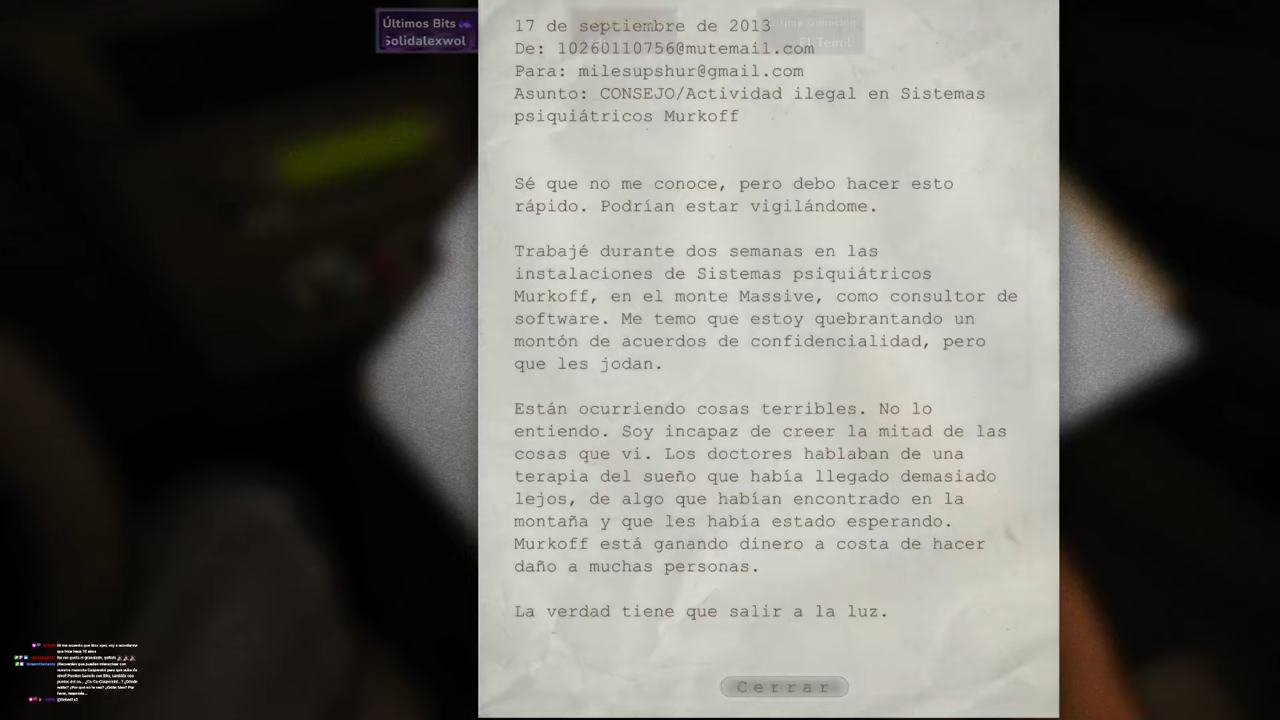 Últimos Bits
Solidalexwol
17 de septiembre de 2013
De: 10260110756@mutemail.com
Para: milesupshur@gmail.com
Asunto: CONSEJO/Actividad ilegal en Sistemas
psiquiátricos Murkoff
Sé que no me conoce, pero debo hacer esto
rápido. Podrían estar vigilándome.
Trabajé durante dos semanas en las
instalaciones de Sistemas psiquiátricos
Murkoff, en el monte Massive, como consultor de
software. Me temo que estoy quebrantando un
montón de acuerdos de confidencialidad, pero
que les jodan.
Están ocurriendo cosas terribles. No lo
entiendo. Soy incapaz de creer la mitad de las
cosas que vi. Los doctores hablaban de una
terapia del sueño que había llegado demasiado
lejos, de algo que habían encontrado en la
montaña y que les había estado esperando.
Murkoff está ganando dinero a costa de hacer
daño a muchas personas.
La verdad tiene que salir a la luz.
Cerrar